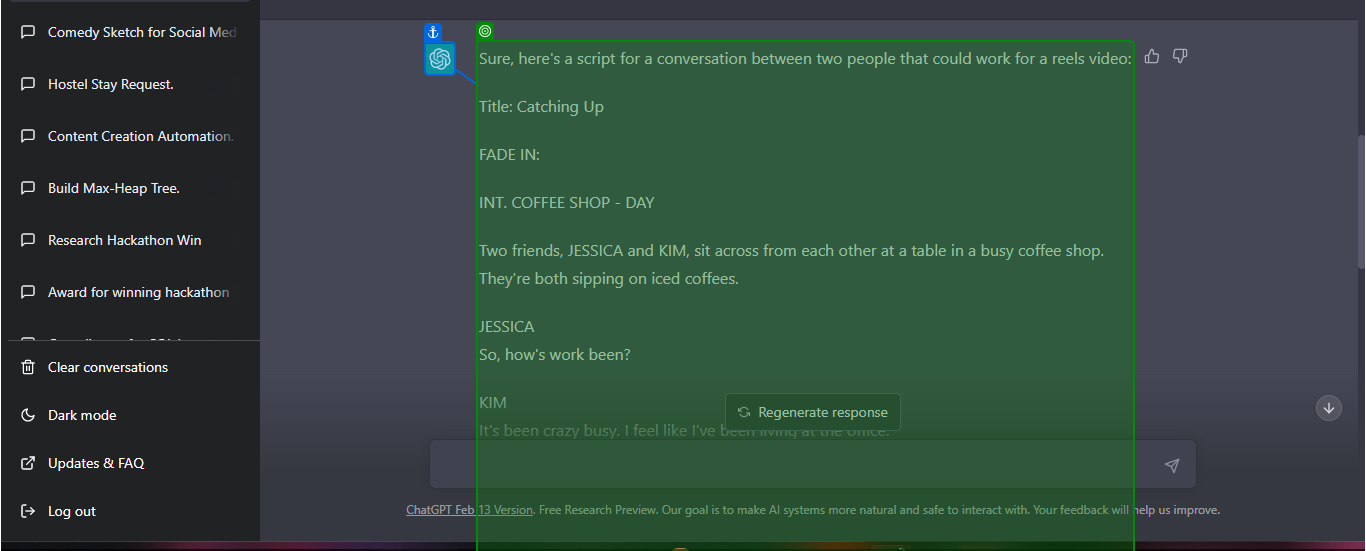 Comedy Sketch for Social Med
Hostel Stay Request.
Content Creation Automation.
Build Max-Heap Tree.
Research Hackathon Win
Award for winning hackathon
Clear conversations
Dark mode
Updates & FAQ
Log out
Sure, here's a script for a conversation between two people that could work for a reels video:
Title: Catching Up
FADE IN:
INT. COFFEE SHOP - DAY
Two friends, JESSICA and KIM, sit across from each other at a table in a busy coffee shop.
They're both sipping on iced coffees.
JESSICA
So, how's work been?
KIM
It's been crazy busy. I feel like I've been living at the office.
Regenerate response
ChatGPT Feb 13 Version. Free Research Preview. Our goal is to make AI systems more natural and safe to interact with. Your feedback will help us improve.